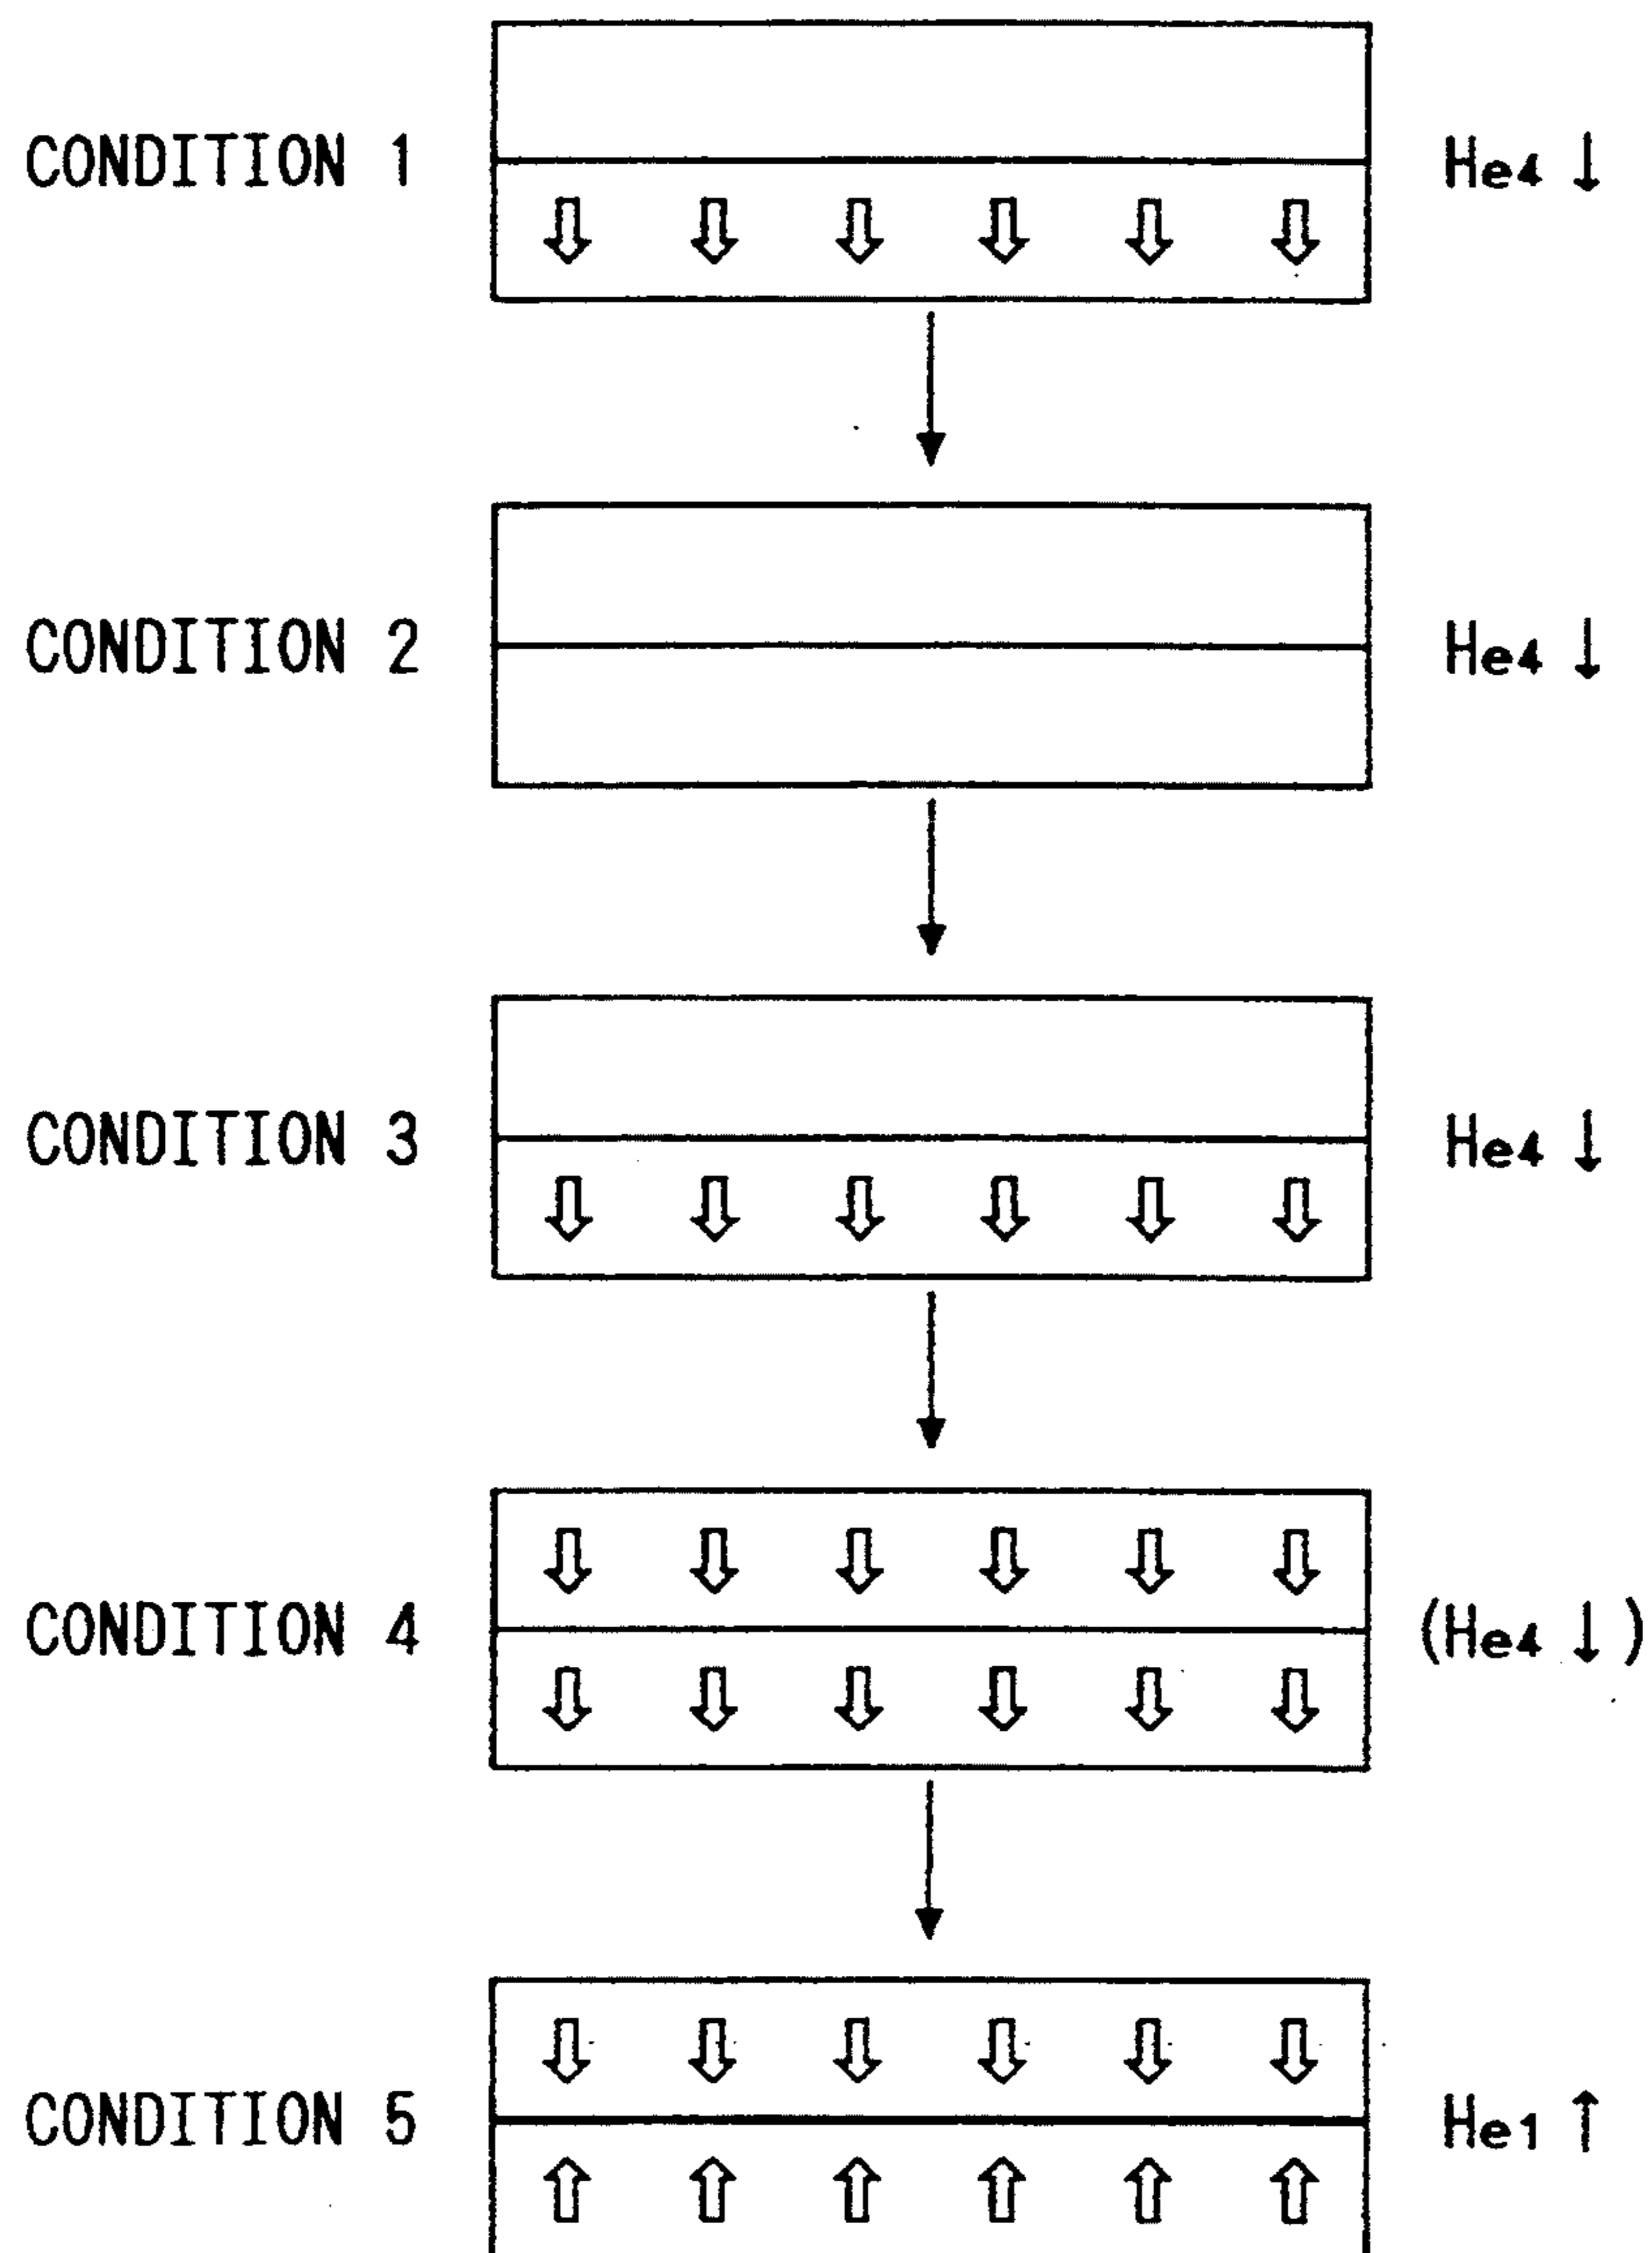 CONDITION 1 He4 ↓
CONDITION 2 He4 ↓
CONDITION 3 He4 ↓
CONDITION 4 (He4 ↓)
CONDITION 5 He1 ↑